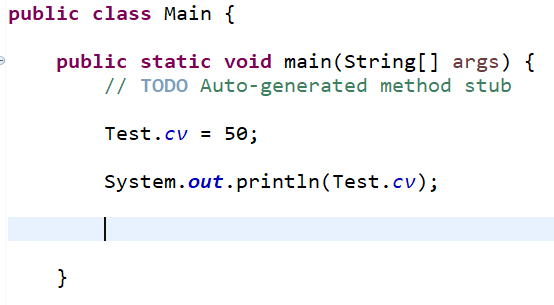 public class Main {
public static void main(String[] args) {
// TODO Auto-generated method stub
Test.cv = 50;
System.out.println(Test.cv);
}